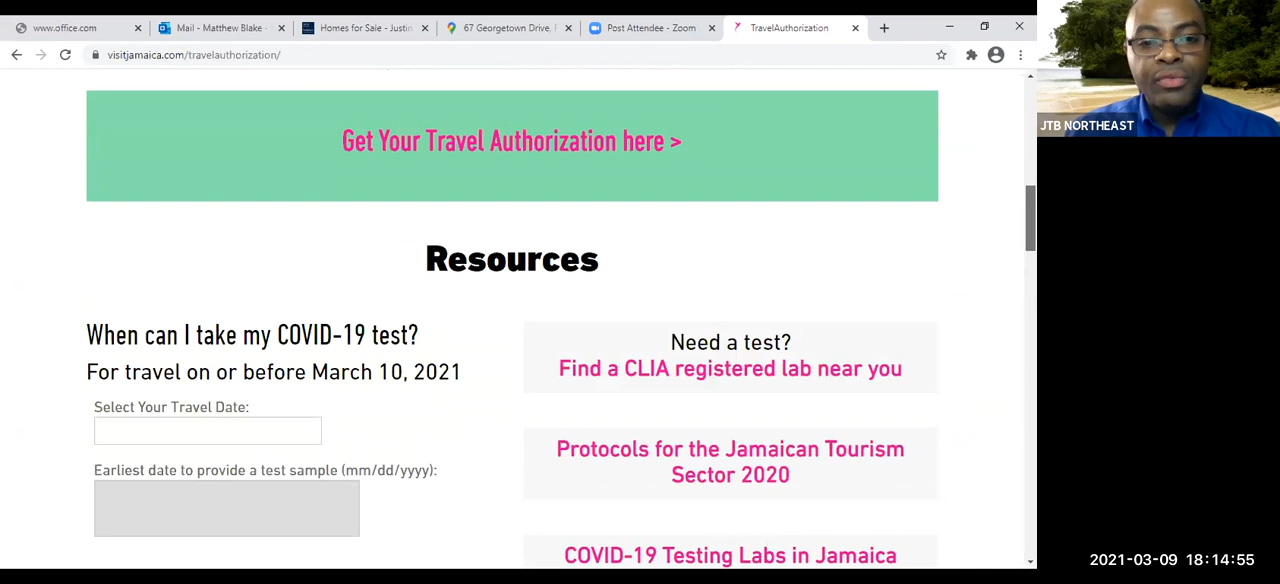 www.office.com
Mail - Matthew Blake -
Homes for Sale - Justin
67 Georgetown Drive,
Post Attendee - Zoom
TravelAuthorization
visitjamaica.com/travelauthorization/
JTB NORTHEAST
Get Your Travel Authorization here >
Resources
When can I take my COVID-19 test?
For travel on or before March 10, 2021
Select Your Travel Date:
Earliest date to provide a test sample (mm/dd/yyyy):
Need a test?
Find a CLIA registered lab near you
Protocols for the Jamaican Tourism
Sector 2020
COVID-19 Testing Labs in Jamaica
2021-03-09 18:14:55